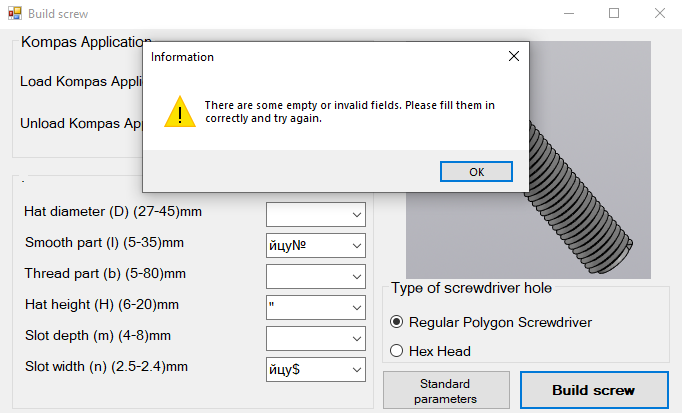 Build screw
Kompas Application
Information
Load Kompas Appli
There are some empty or invalid fields. Please fill them in
correctly and try again.
Unload Kompas App
OK
Hat diameter (D) (27-45)mm
Smooth part (l) (5-35)mm йцу№
Thread part (b) (5-80)mm
Hat height (H) (6-20)mm "
Slot depth (m) (4-8)mm
Slot width (n) (2.5-2.4)mm йцу$
Type of screwdriver hole
Regular Polygon Screwdriver
Hex Head
Standard
parameters
Build screw